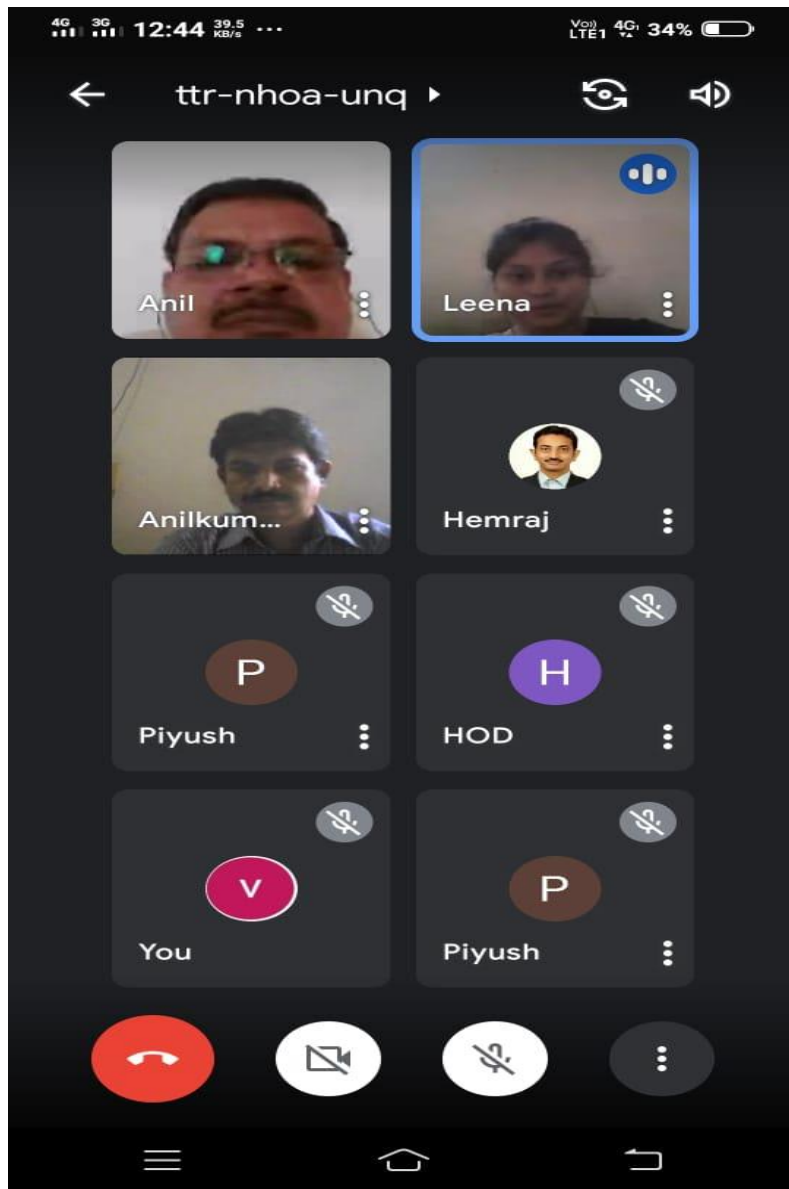 4G 3G 12:44 39.5 KB/s ... Vo)) LTE1 4G 34%
ttr-nhoa-unq
Anil
Leena
Anilkum...
Hemraj
P
H
Piyush
HOD
V
P
You
Piyush